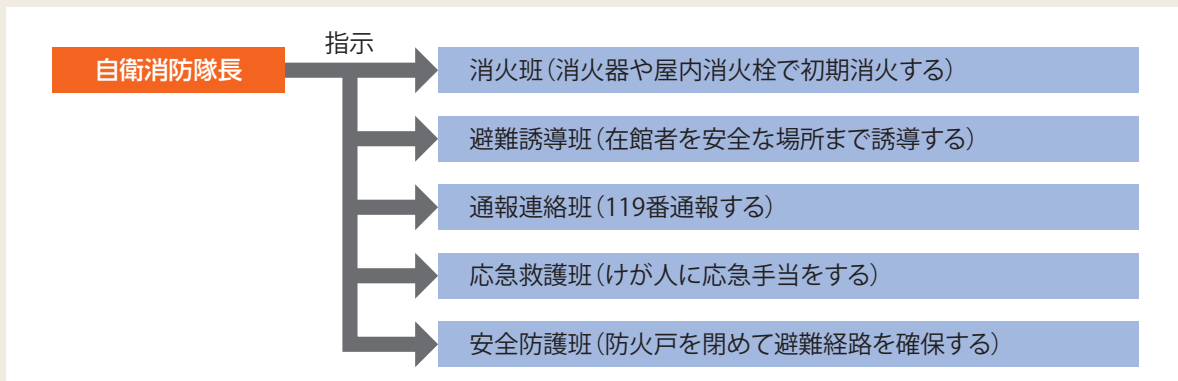 指示
自衛消防隊長
消火班(消火器や屋内消火栓で初期消火する)
避難誘導班(在館者を安全な場所まで誘導する)
通報連絡班(119番通報する)
応急救護班(けが人に応急手当をする)
安全防護班(防火戸を閉めて避難経路を確保する)